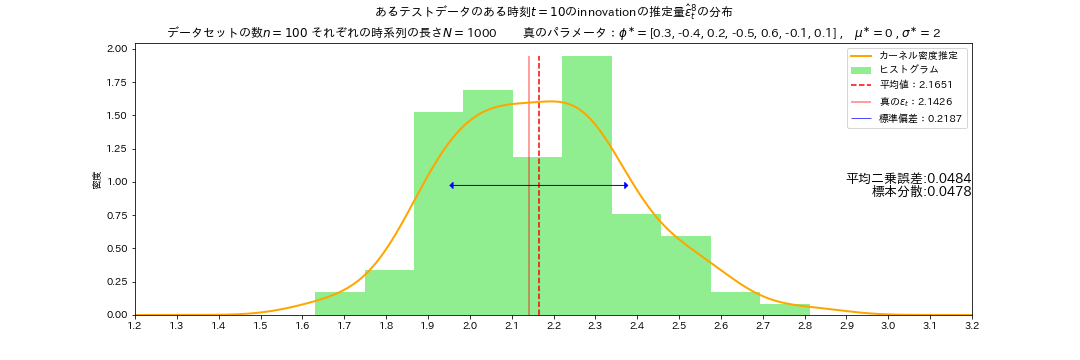 あるテストデータのある時刻t = 10のinnovationの推定量ε̂ₜ⁸の分布
データセットの数n = 100 それぞれの時系列の長さN = 1000 真のパラメータ：ϕ* = [0.3, -0.4, 0.2, -0.5, 0.6, -0.1, 0.1] , μ* = 0 , σ* = 2
密度
2.00
1.75
1.50
1.25
1.00
0.75
0.50
0.25
0.00
カーネル密度推定
ヒストグラム
平均値：2.1651
真のεₜ：2.1426
標準偏差：0.2187
平均二乗誤差:0.0484
標本分散:0.0478
1.2 1.3 1.4 1.5 1.6 1.7 1.8 1.9 2.0 2.1 2.2 2.3 2.4 2.5 2.6 2.7 2.8 2.9 3.0 3.1 3.2